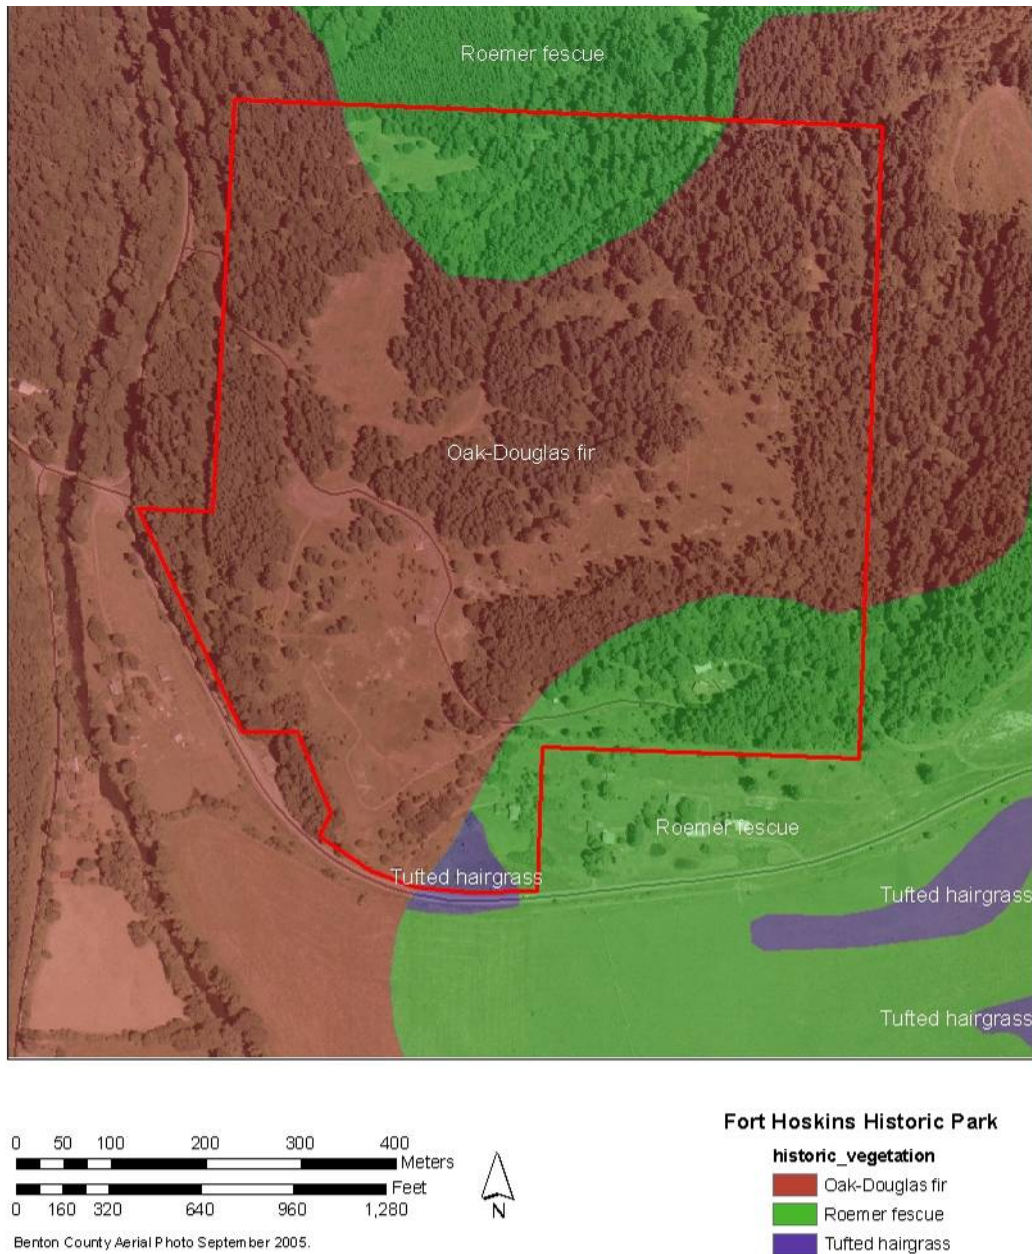 Roemer fescue
Oak-Douglas fir
Roemer fescue
Tufted hairgrass
Tufted hairgrass
Tufted hairgrass
0 50 100 200 300 400
Meters
Feet
0 160 320 640 960 1,280
N
Benton County Aerial Photo September 2005.
Fort Hoskins Historic Park
historic_vegetation
Oak-Douglas fir
Roemer fescue
Tufted hairgrass